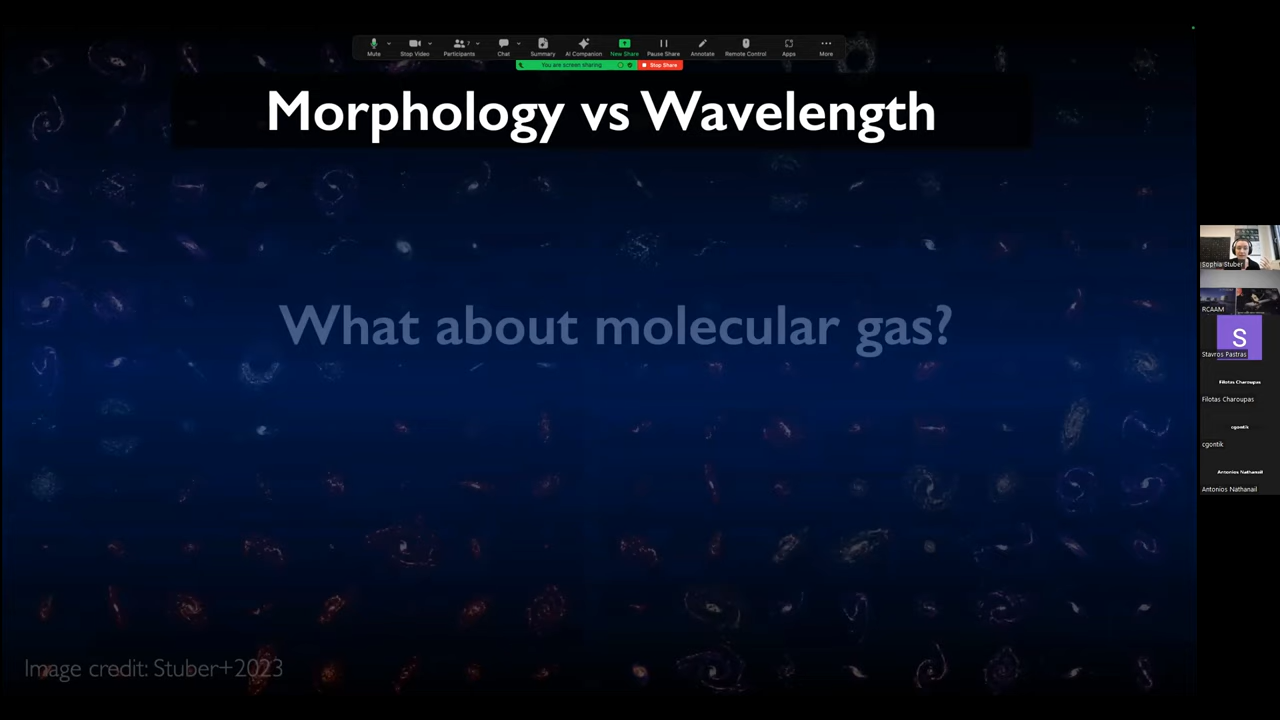 Mute
Stop Video
Participants
7
Chat
Summary
AI Companion
New Share
Pause Share
Annotate
Remote Control
Apps
More
You are screen sharing
Stop Share
Morphology vs Wavelength
What about molecular gas?
Image credit: Stuber+2023
Sophia Stuber
RCAAM
S
Stavros Pastras
Filotas Charoupas
Filotas Charoupas
cgontik
cgontik
Antonios Nathanail
Antonios Nathanail